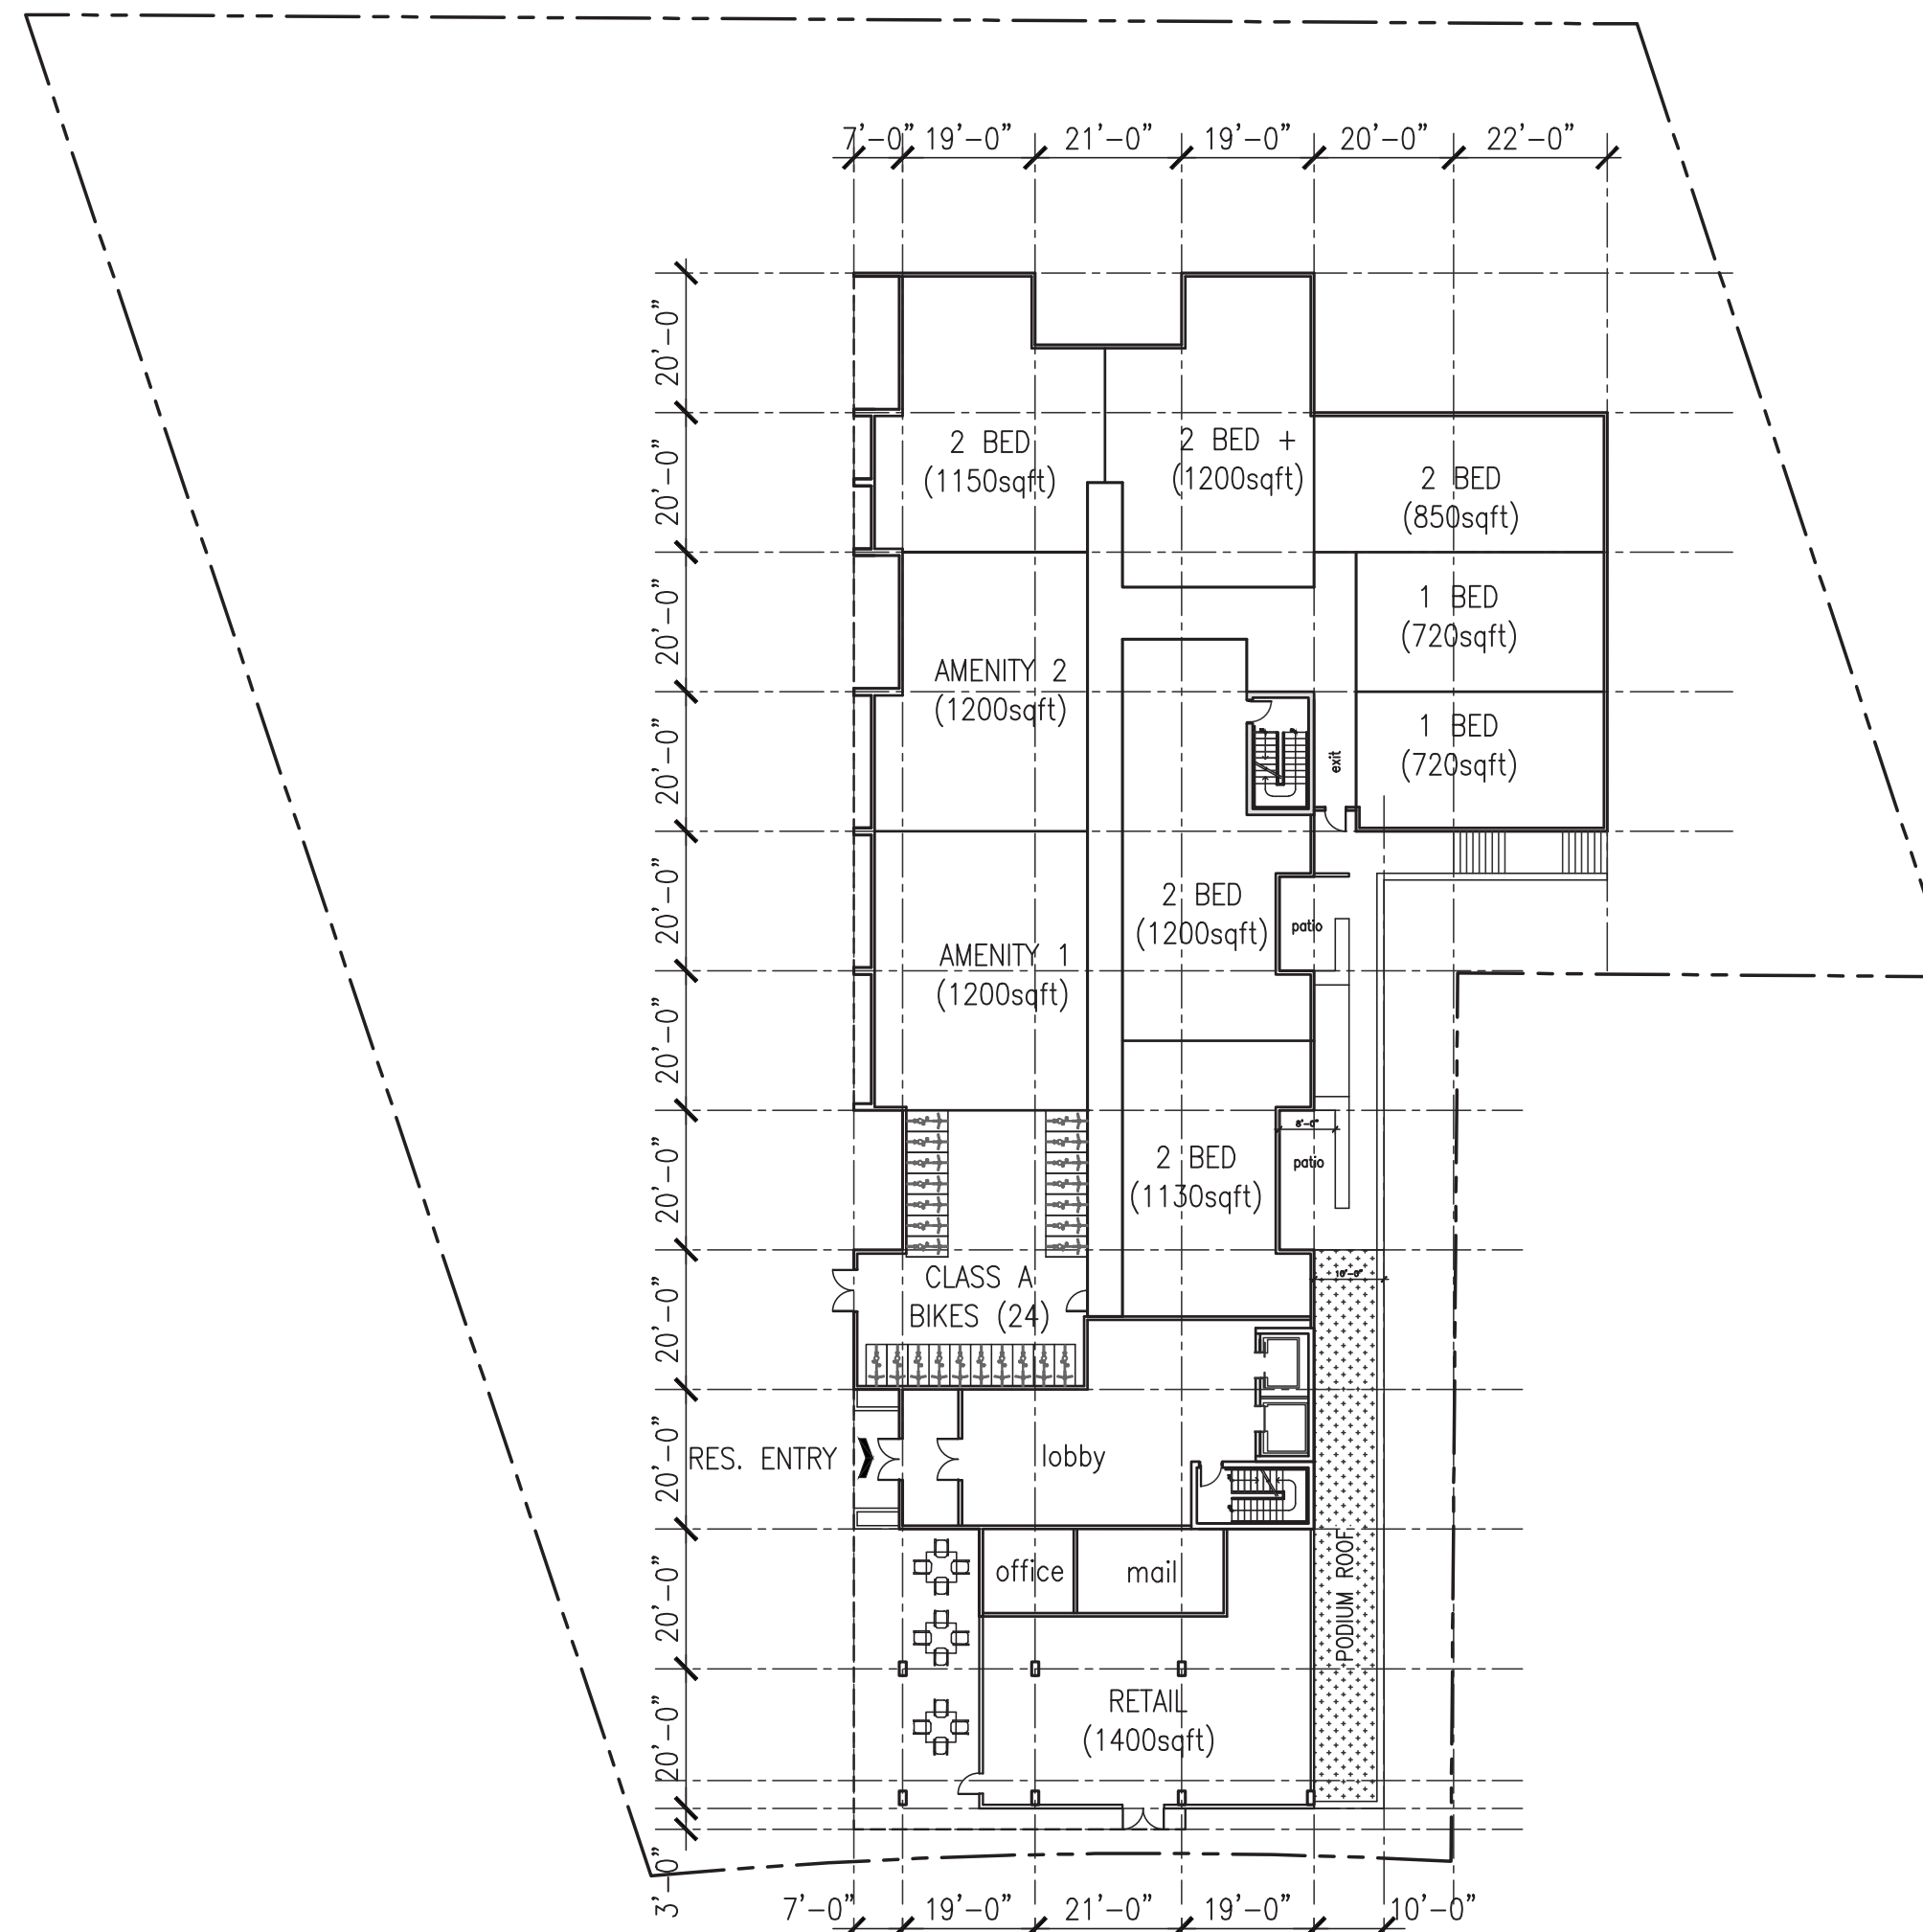 7'-0" 19'-0" 21'-0" 19'-0" 20'-0" 22'-0"
20'-0"
20'-0"
20'-0"
20'-0"
20'-0"
20'-0"
20'-0"
20'-0"
20'-0"
20'-0"
20'-0"
3'-0"
2 BED
(1150sqft)
2 BED +
(1200sqft)
2 BED
(850sqft)
1 BED
(720sqft)
AMENITY 2
(1200sqft)
1 BED
(720sqft)
exit
2 BED
(1200sqft)
patio
AMENITY 1
(1200sqft)
8'-0"
2 BED
(1130sqft)
patio
CLASS A
BIKES (24)
10'-0"
RES. ENTRY
lobby
office
mail
PODIUM ROOF
RETAIL
(1400sqft)
7'-0" 19'-0" 21'-0" 19'-0" 10'-0"